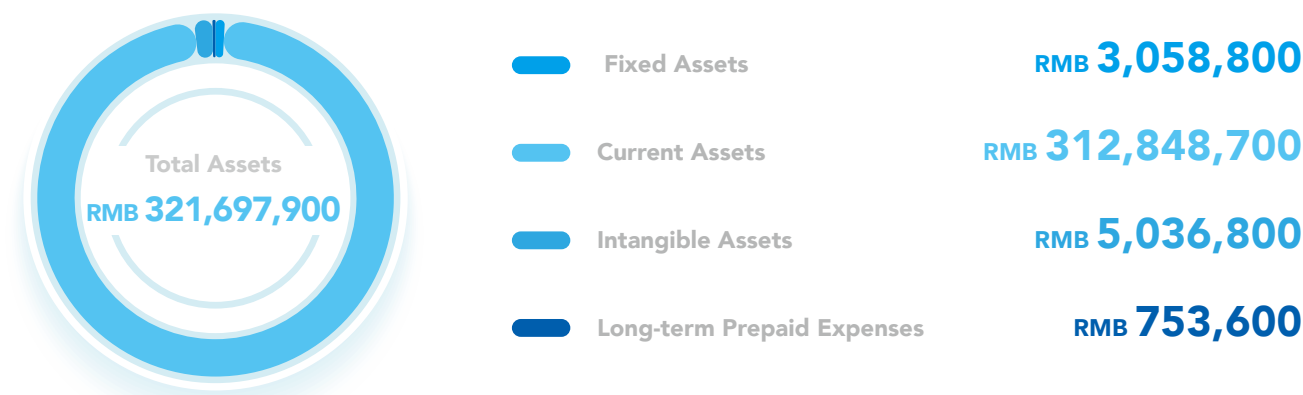 Total Assets
RMB 321,697,900
Fixed Assets RMB 3,058,800
Current Assets RMB 312,848,700
Intangible Assets RMB 5,036,800
Long-term Prepaid Expenses RMB 753,600